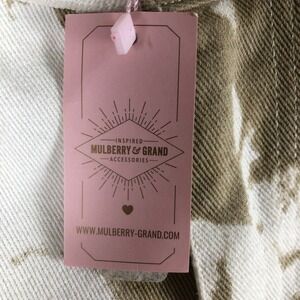 INSPIRED
MULBERRY & GRAND
ACCESSORIES
WWW.MULBERRY-GRAND.COM